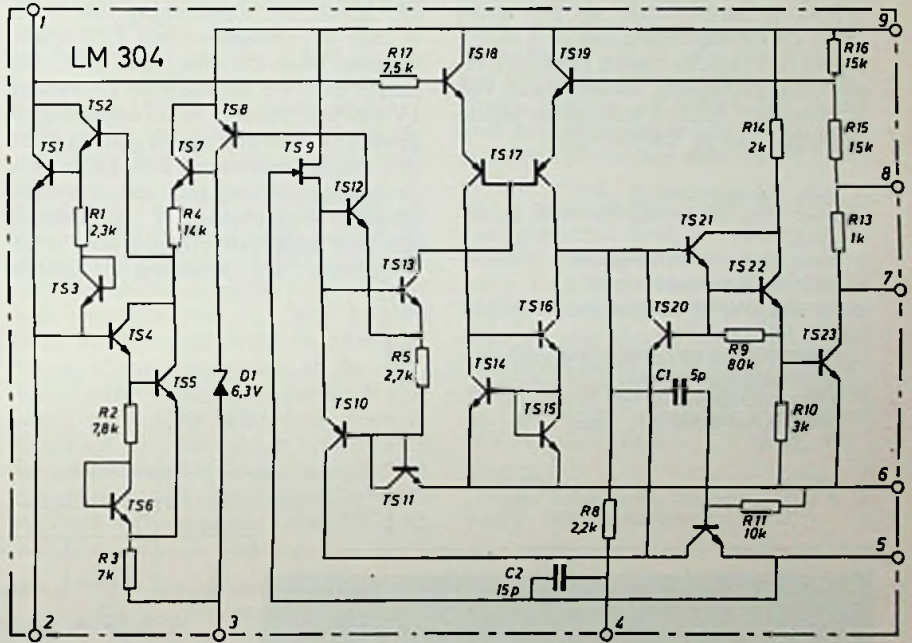 1
9
LM 304
R17
7,5 k
TS18
TS19
R16
15k
TS2
TS8
TS1
TS7
TS9
TS17
R14
2k
R15
15k
8
TS12
R1
2,3k
R4
14k
TS21
R13
1k
TS3
TS13
TS22
7
TS4
TS16
TS20
TS23
R5
2,7k
R9
80k
TS5
D1
6,3V
TS14
C1
5p
R2
7,8k
TS10
TS15
R10
3k
TS6
TS11
6
R8
2,2k
R11
10k
R3
7k
C2
15p
5
2
3
4